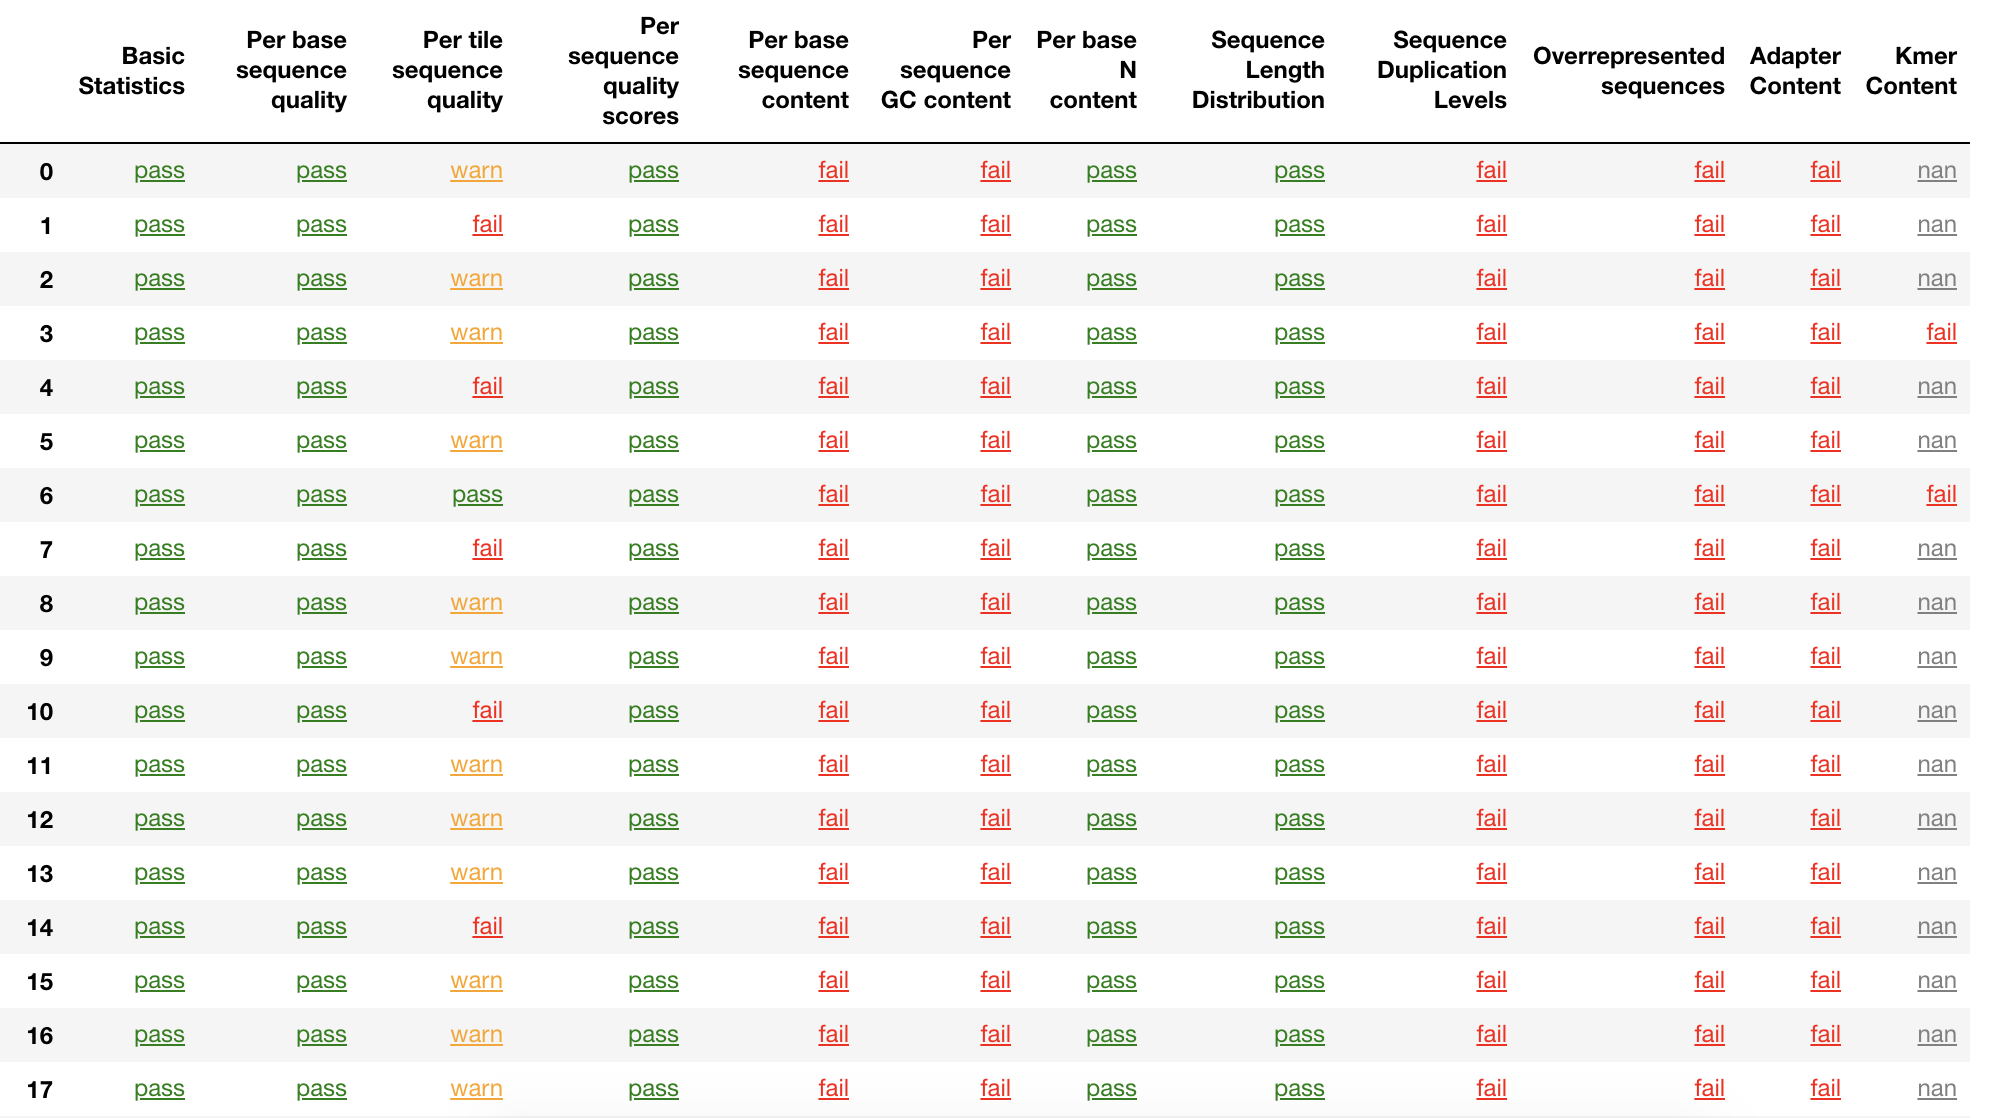 Basic Statistics Per base sequence quality Per tile sequence quality Per sequence quality scores Per base sequence content Per sequence GC content Per base N content Sequence Length Distribution Sequence Duplication Levels Overrepresented sequences Adapter Content Kmer Content
0 pass pass warn pass fail fail pass pass fail fail fail nan
1 pass pass fail pass fail fail pass pass fail fail fail nan
2 pass pass warn pass fail fail pass pass fail fail fail nan
3 pass pass warn pass fail fail pass pass fail fail fail fail
4 pass pass fail pass fail fail pass pass fail fail fail nan
5 pass pass warn pass fail fail pass pass fail fail fail nan
6 pass pass pass pass fail fail pass pass fail fail fail fail
7 pass pass fail pass fail fail pass pass fail fail fail nan
8 pass pass warn pass fail fail pass pass fail fail fail nan
9 pass pass warn pass fail fail pass pass fail fail fail nan
10 pass pass fail pass fail fail pass pass fail fail fail nan
11 pass pass warn pass fail fail pass pass fail fail fail nan
12 pass pass warn pass fail fail pass pass fail fail fail nan
13 pass pass warn pass fail fail pass pass fail fail fail nan
14 pass pass fail pass fail fail pass pass fail fail fail nan
15 pass pass warn pass fail fail pass pass fail fail fail nan
16 pass pass warn pass fail fail pass pass fail fail fail nan
17 pass pass warn pass fail fail pass pass fail fail fail nan